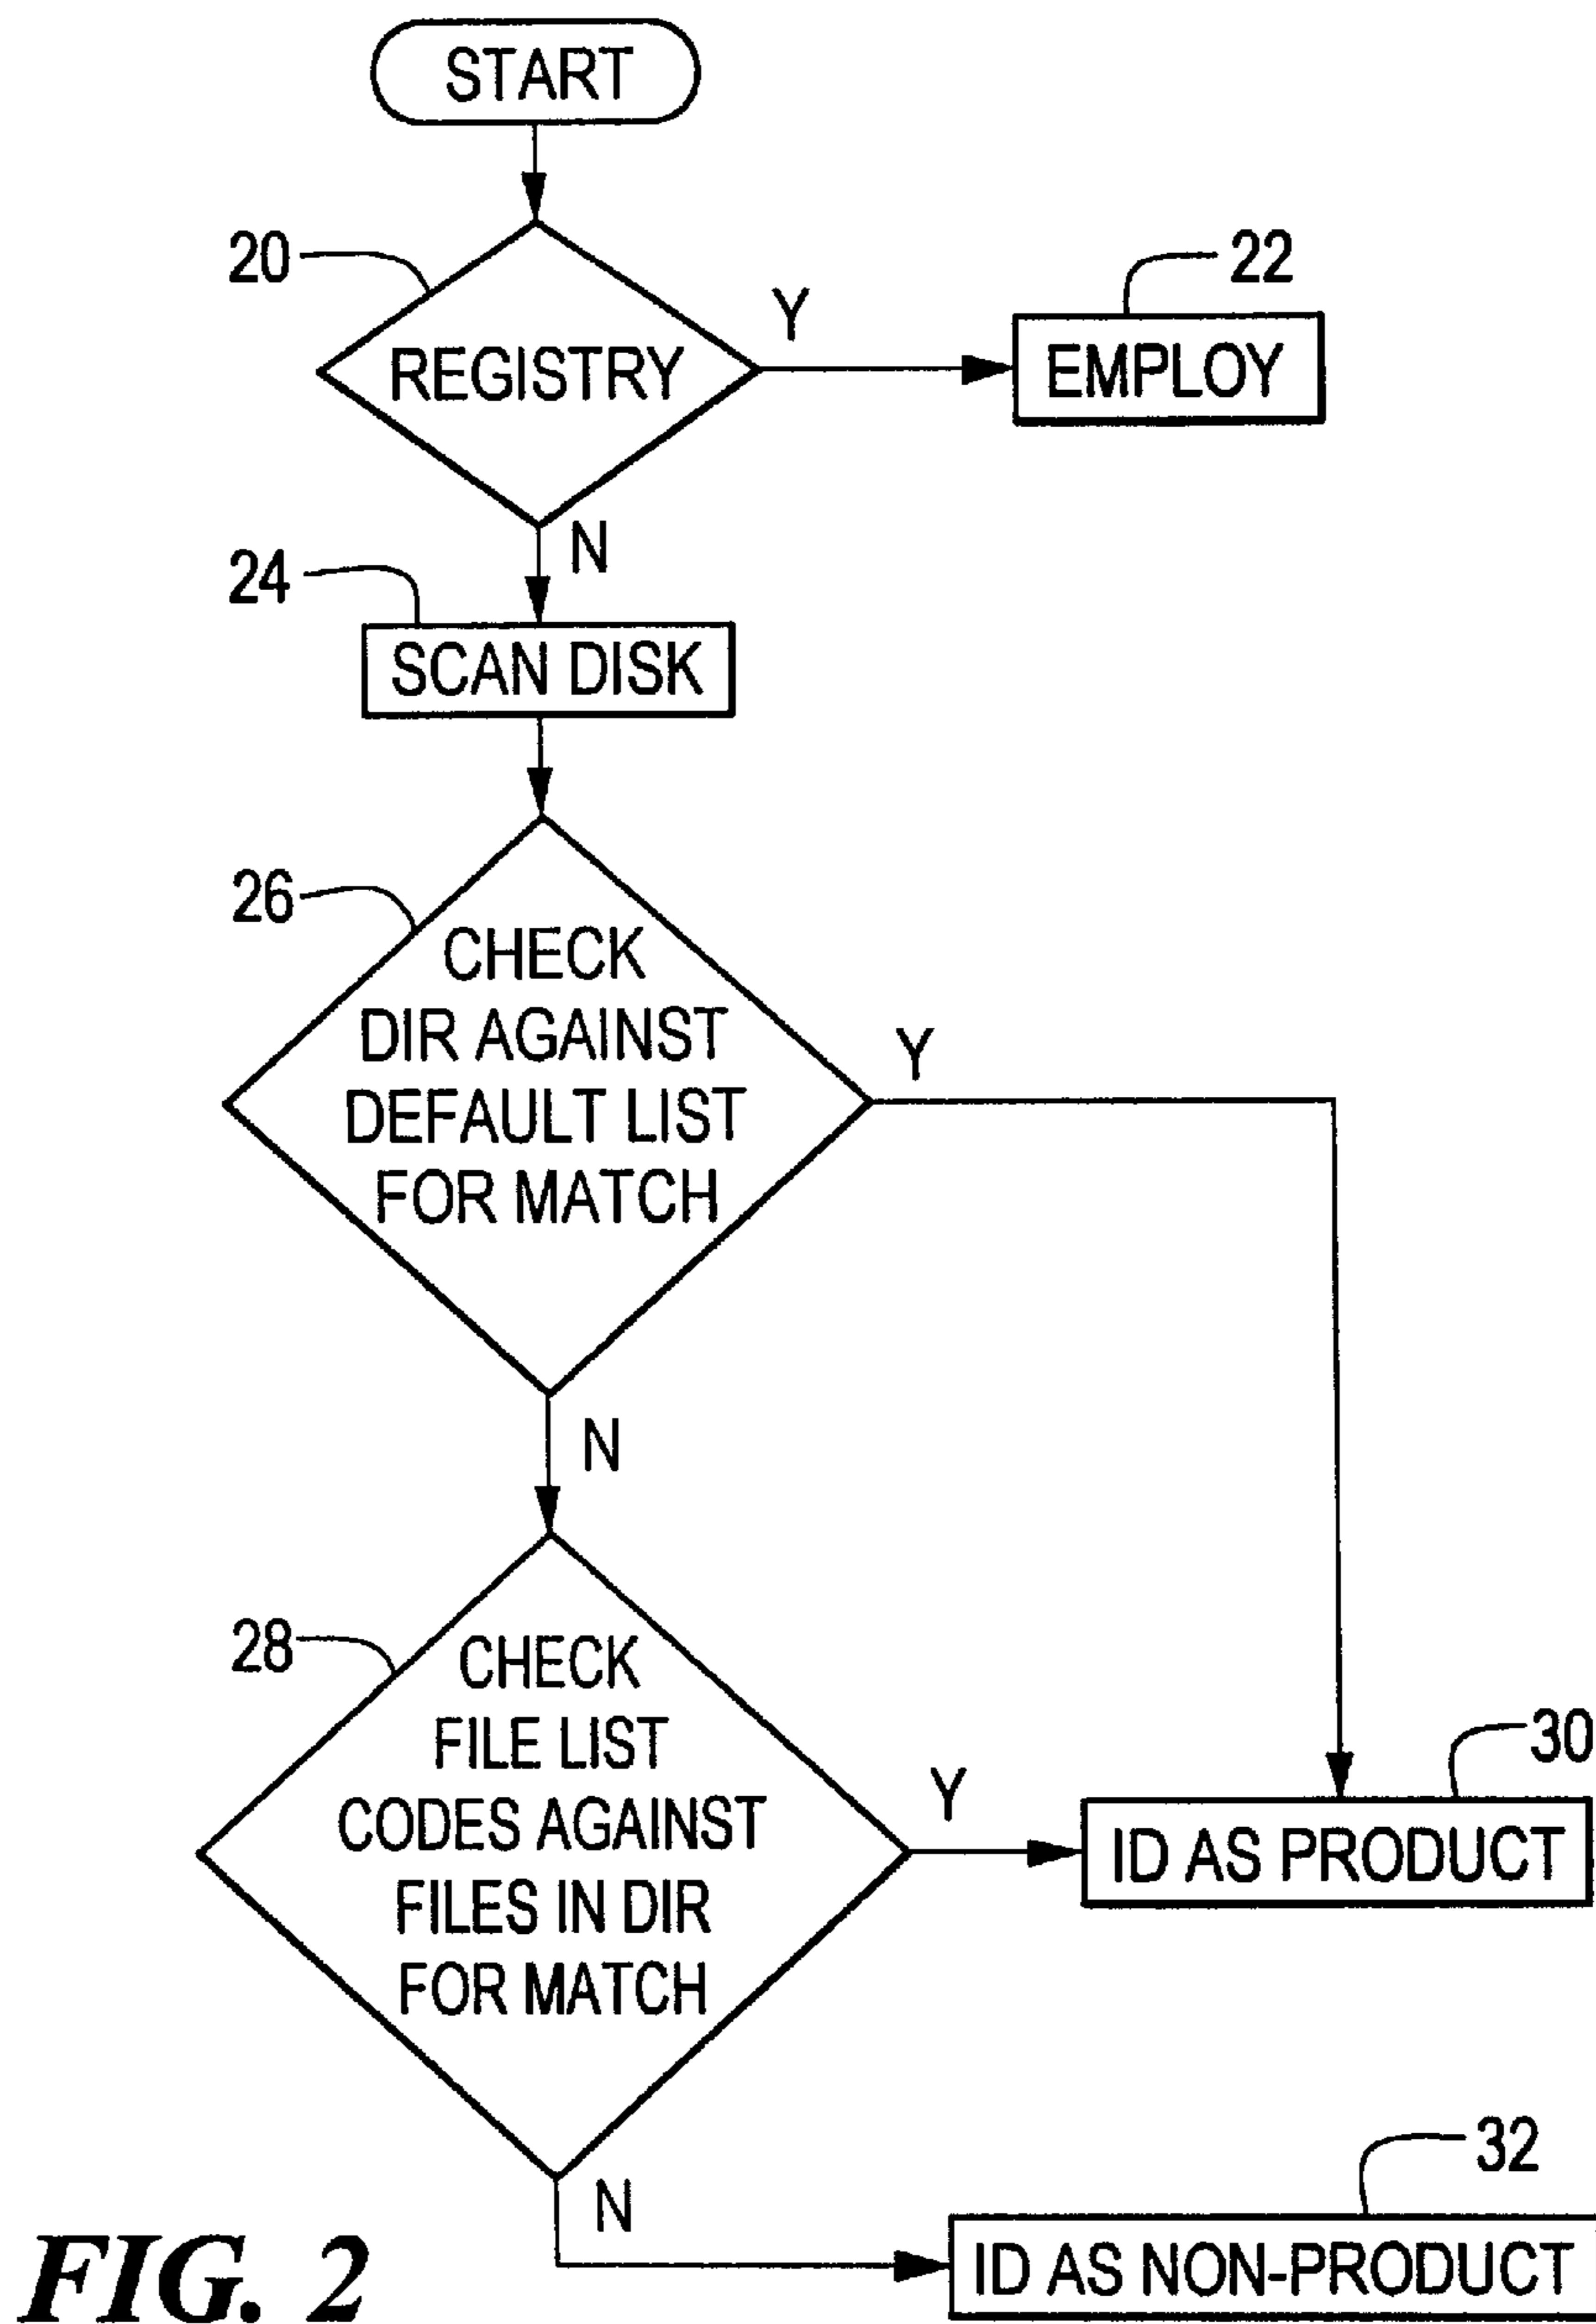 START
20
REGISTRY
Y
22
EMPLOY
N
24
SCAN DISK
26
CHECK
DIR AGAINST
DEFAULT LIST
FOR MATCH
Y
N
28
CHECK
FILE LIST
CODES AGAINST
FILES IN DIR
FOR MATCH
Y
30
ID AS PRODUCT
N
32
ID AS NON-PRODUCT
FIG. 2